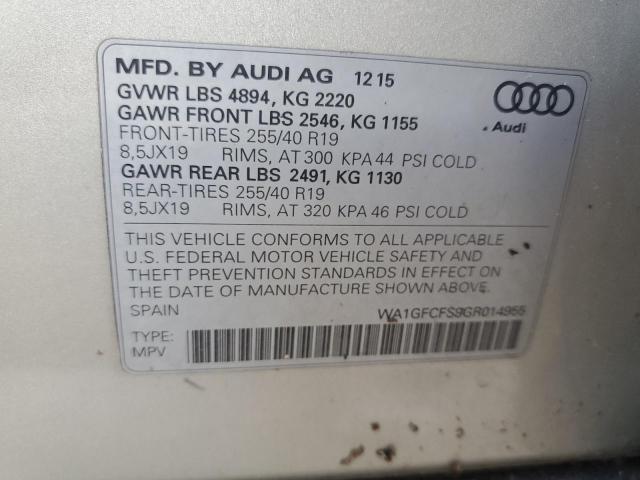 MFD. BY AUDI AG 12 15
GVWR LBS 4894, KG 2220
GAWR FRONT LBS 2546, KG 1155
FRONT-TIRES 255/40 R19
8,5JX19 RIMS, AT 300 KPA 44 PSI COLD
GAWR REAR LBS 2491, KG 1130
REAR-TIRES 255/40 R19
8,5JX19 RIMS, AT 320 KPA 46 PSI COLD
Audi
THIS VEHICLE CONFORMS TO ALL APPLICABLE
U.S. FEDERAL MOTOR VEHICLE SAFETY AND
THEFT PREVENTION STANDARDS IN EFFECT ON
THE DATE OF MANUFACTURE SHOWN ABOVE.
SPAIN WA1GFCFS9GR014955
TYPE:
MPV